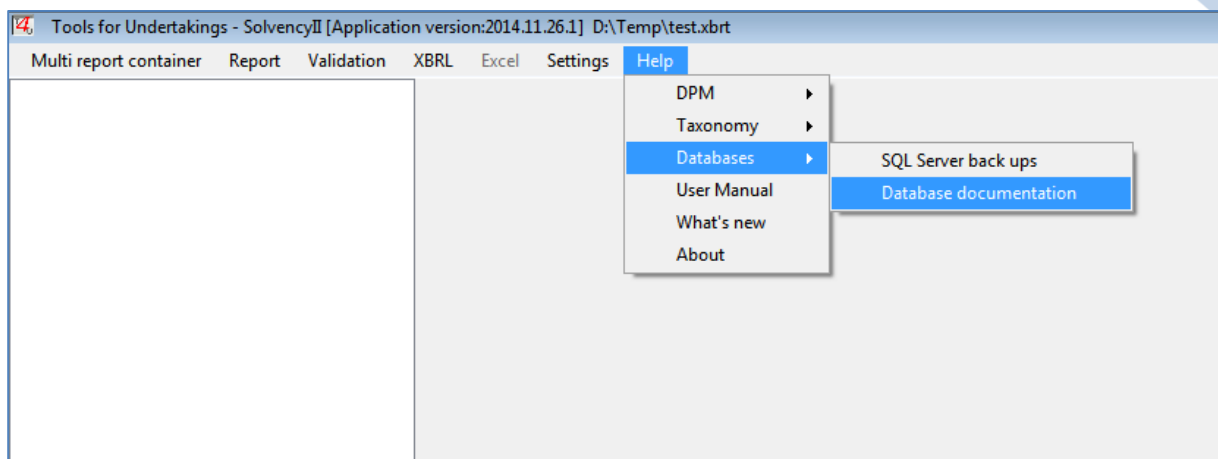 Tools for Undertakings - SolvencyII [Application version:2014.11.26.1] D:\Temp\test.xbrt
Multi report container Report Validation XBRL Excel Settings Help
DPM
Taxonomy
Databases
User Manual
What's new
About
SQL Server back ups
Database documentation